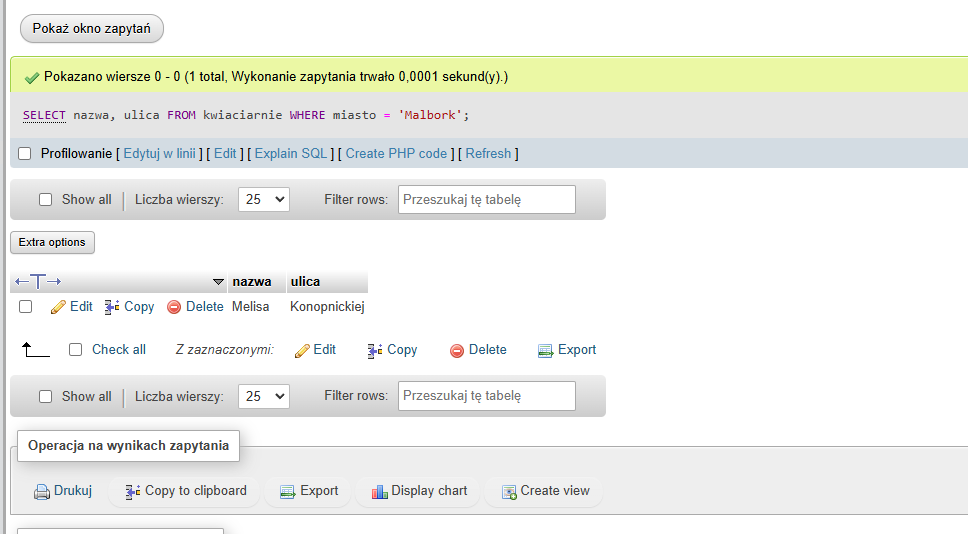 Pokaż okno zapytań
Pokazano wiersze 0 - 0 (1 total, Wykonanie zapytania trwało 0,0001 sekund(y).)
SELECT nazwa, ulica FROM kwiaciarnie WHERE miasto = 'Malbork';
Profilowanie [ Edytuj w linii ] [ Edit ] [ Explain SQL ] [ Create PHP code ] [ Refresh ]
Show all | Liczba wierszy: 25 Filter rows: Przeszukaj tę tabelę
Extra options
←T→ nazwa ulica
Edit Copy Delete Melisa Konopnickiej
Check all Z zaznaczonymi: Edit Copy Delete Export
Show all | Liczba wierszy: 25 Filter rows: Przeszukaj tę tabelę
Operacja na wynikach zapytania
Drukuj Copy to clipboard Export Display chart Create view